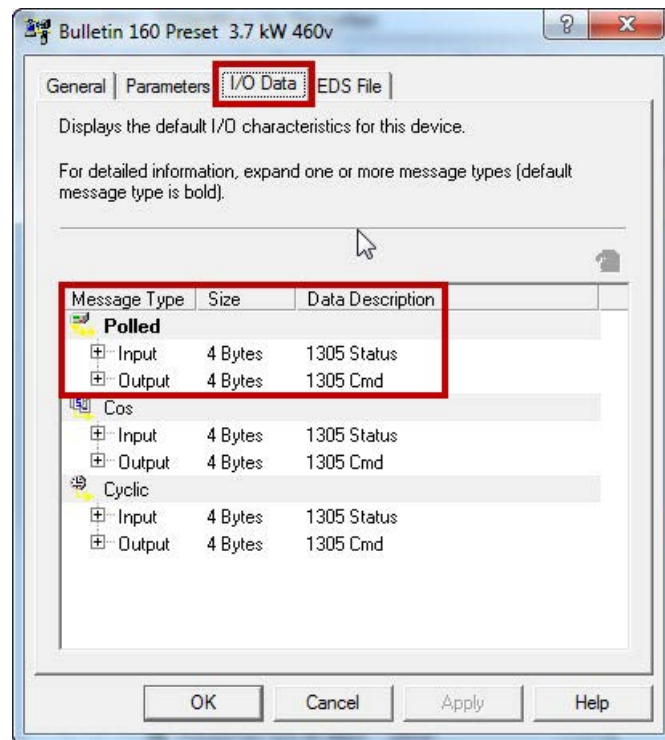 Bulletin 160 Preset 3.7 kW 460v
General Parameters I/O Data EDS File
Displays the default I/O characteristics for this device.
For detailed information, expand one or more message types (default
message type is bold).
Message Type Size Data Description
Polled
Input 4 Bytes 1305 Status
Output 4 Bytes 1305 Cmd
Cos
Input 4 Bytes 1305 Status
Output 4 Bytes 1305 Cmd
Cyclic
Input 4 Bytes 1305 Status
Output 4 Bytes 1305 Cmd
OK Cancel Apply Help